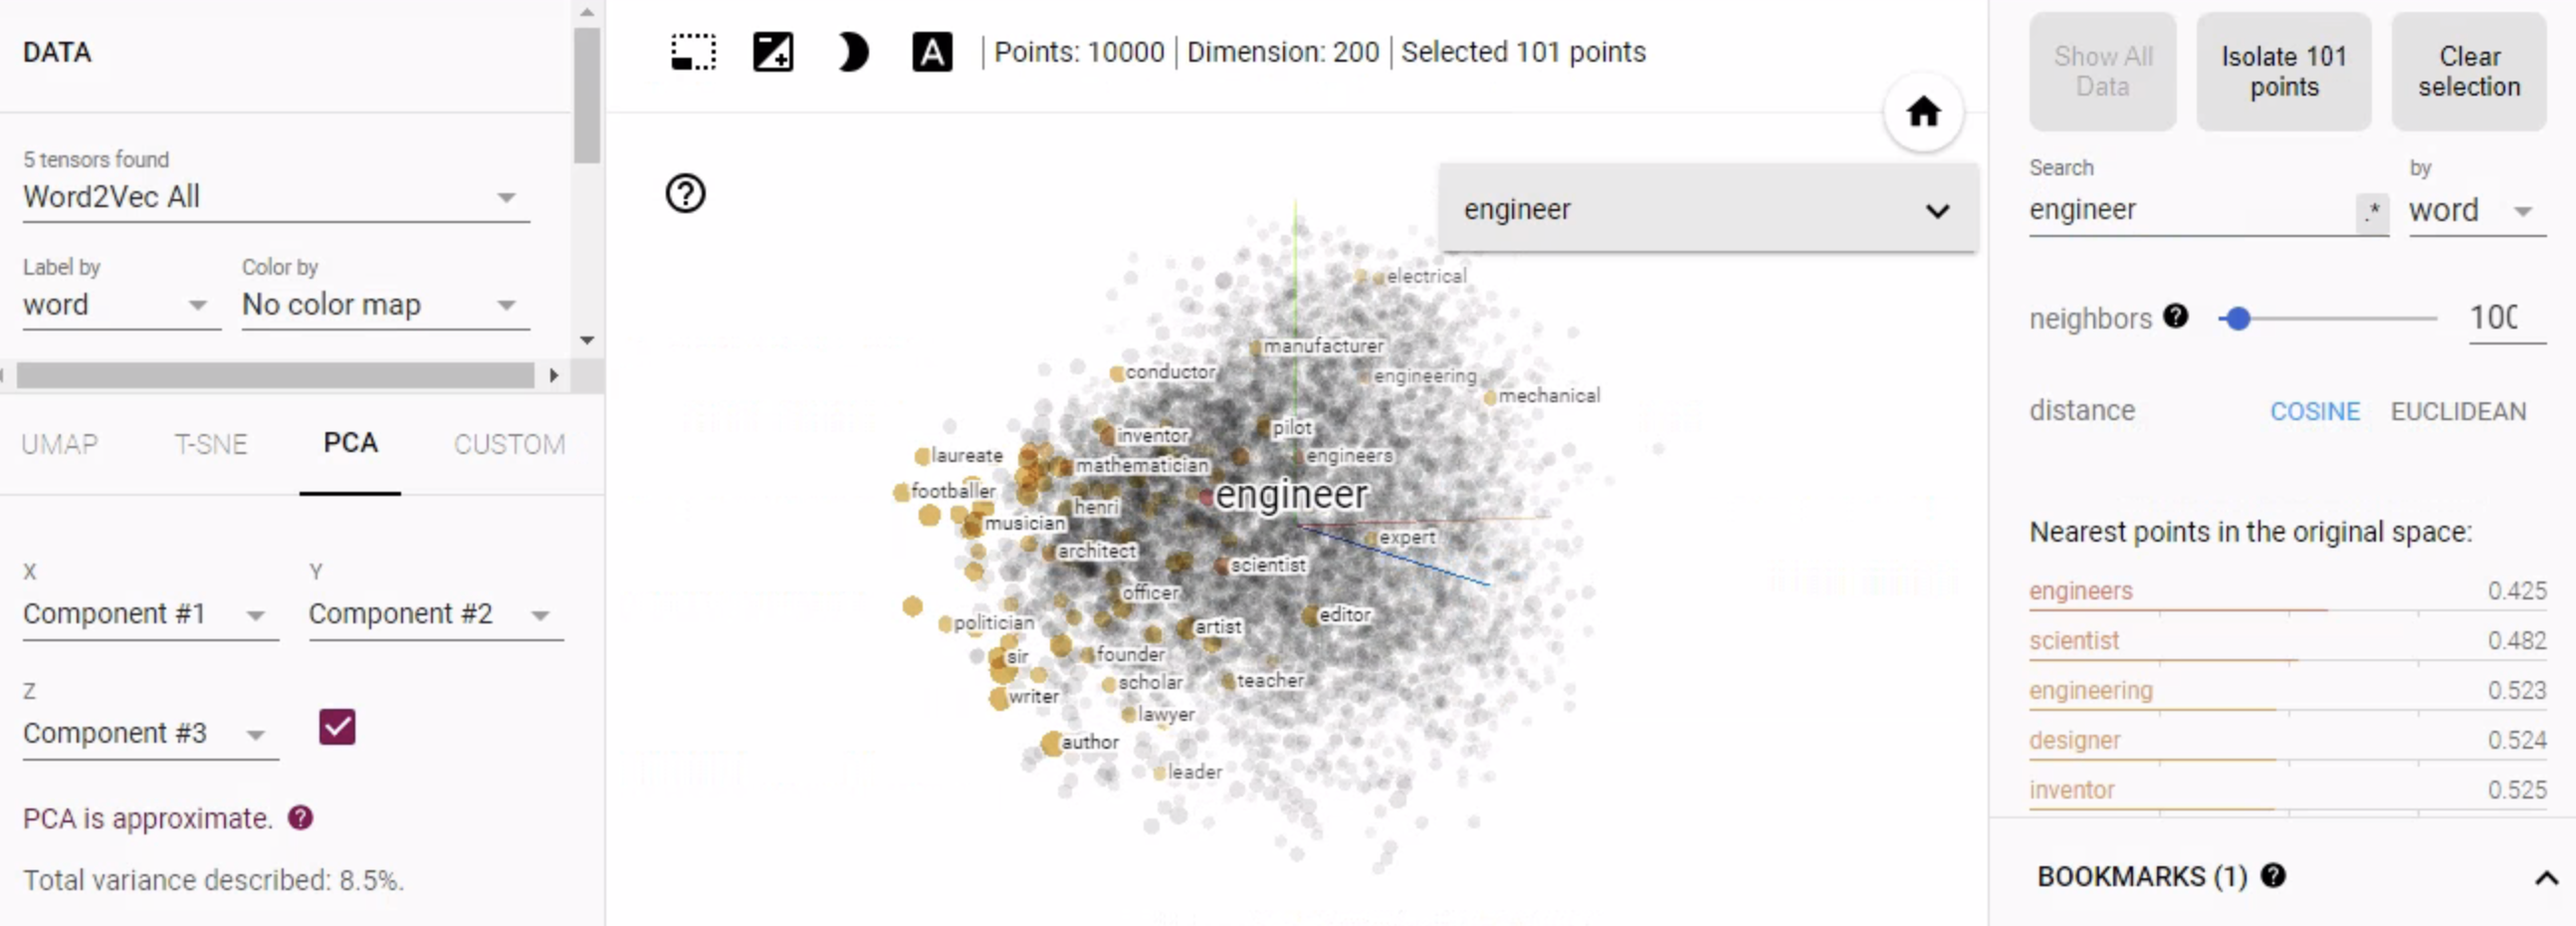 DATA
5 tensors found
Word2Vec All
Label by
word
Color by
No color map
UMAP
T-SNE
PCA
CUSTOM
X
Component #1
Y
Component #2
Z
Component #3
PCA is approximate.
Total variance described: 8.5%.
A
Points: 10000 | Dimension: 200 | Selected 101 points
engineer
electrical
manufacturer
conductor
engineering
mechanical
pilot
inventor
laureate
engineers
mathematician
footballer
engineer
henri
musician
expert
architect
scientist
officer
editor
politician
artist
sir
founder
scholar
teacher
writer
lawyer
author
leader
Show All
Data
Isolate 101
points
Clear
selection
Search
engineer
.*
by
word
neighbors
100
distance
COSINE
EUCLIDEAN
Nearest points in the original space:
engineers 0.425
scientist 0.482
engineering 0.523
designer 0.524
inventor 0.525
BOOKMARKS (1)